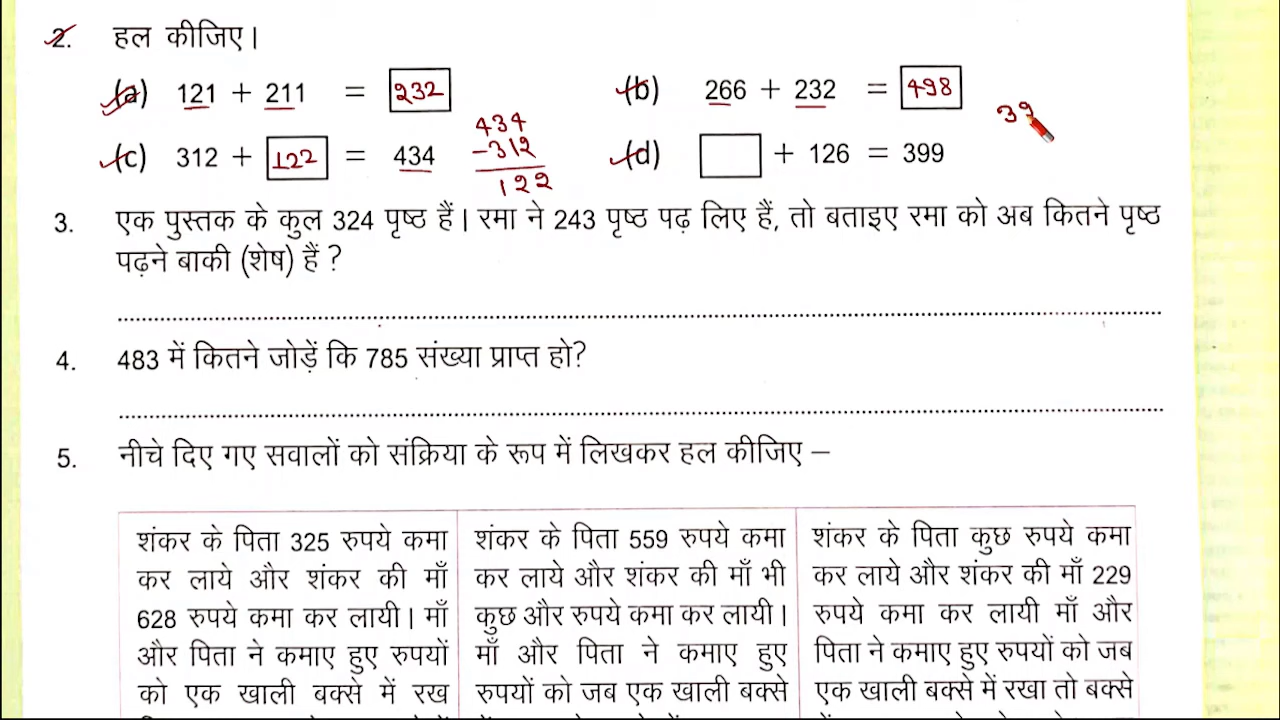 2. हल कीजिए।
(a) 121 + 211 = 232 (b) 266 + 232 = 498
39
434
-312
122
(c) 312 + 122 = 434 (d) + 126 = 399
3. एक पुस्तक के कुल 324 पृष्ठ हैं। रमा ने 243 पृष्ठ पढ़ लिए हैं, तो बताइए रमा को अब कितने पृष्ठ
पढ़ने बाकी (शेष) हैं ?
4. 483 में कितने जोड़ें कि 785 संख्या प्राप्त हो?
5. नीचे दिए गए सवालों को संक्रिया के रूप में लिखकर हल कीजिए –
शंकर के पिता 325 रुपये कमा
कर लाये और शंकर की माँ
628 रुपये कमा कर लायी। माँ
और पिता ने कमाए हुए रुपयों
को एक खाली बक्से में रख
शंकर के पिता 559 रुपये कमा
कर लाये और शंकर की माँ भी
कुछ और रुपये कमा कर लायी।
माँ और पिता ने कमाए हुए
रुपयों को जब एक खाली बक्से
शंकर के पिता कुछ रुपये कमा
कर लाये और शंकर की माँ 229
रुपये कमा कर लायी माँ और
पिता ने कमाए हुए रुपयों को जब
एक खाली बक्से में रखा तो बक्से